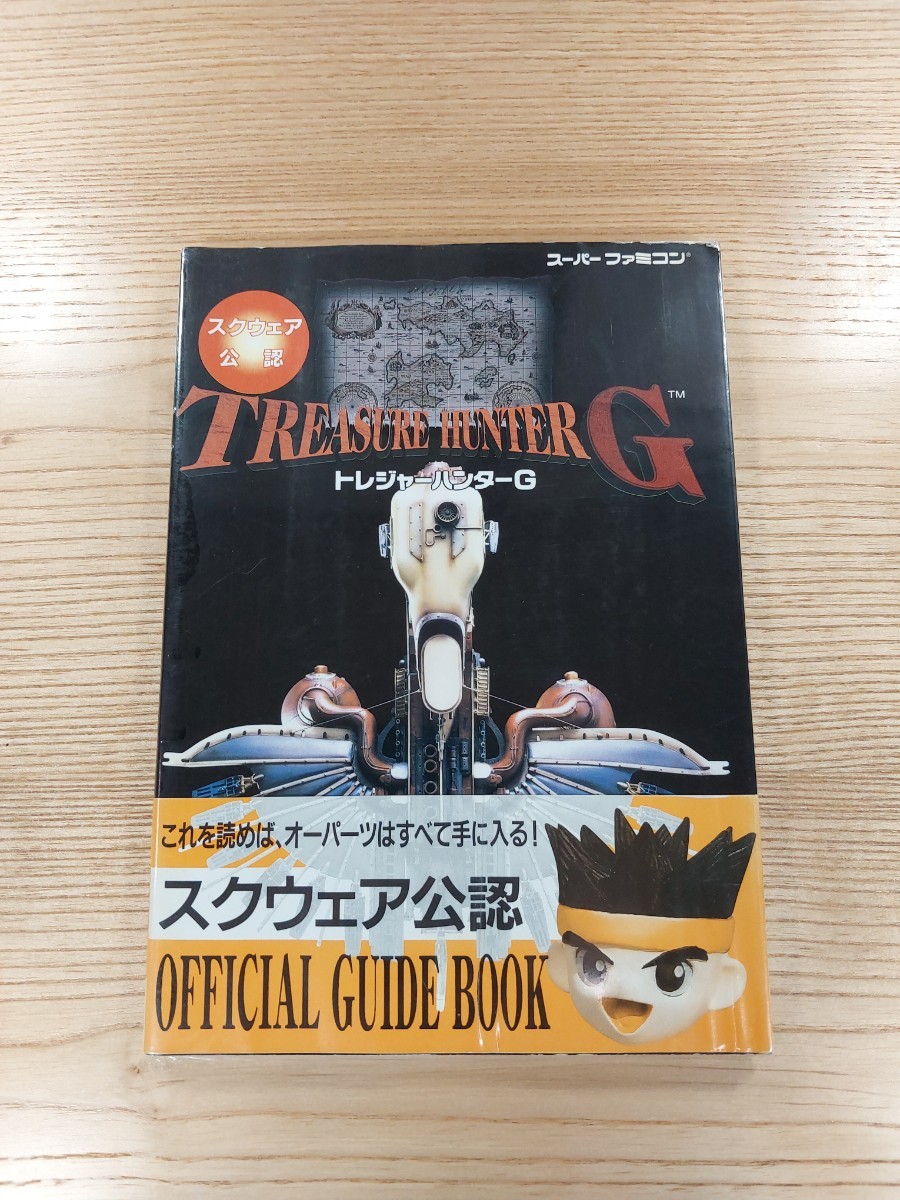 スーパーファミコン®
スクウェア
公認
TREASURE HUNTER G™
トレジャーハンターG
これを読めば、オーパーツはすべて手に入る!
スクウェア公認
OFFICIAL GUIDE BOOK